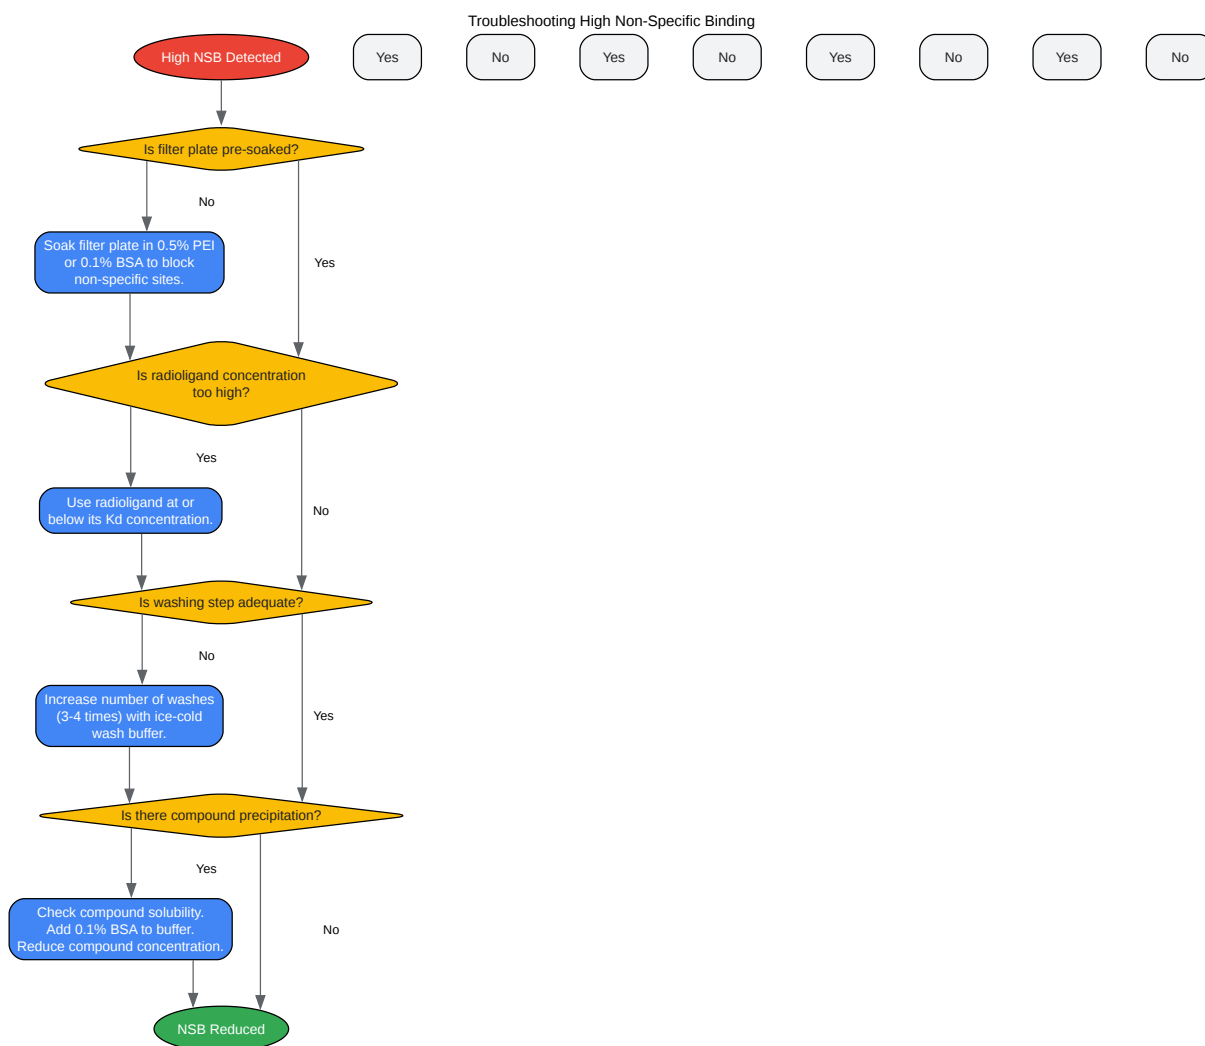 Troubleshooting High Non-Specific Binding
High NSB Detected
Yes
No
Yes
No
Yes
No
Yes
No
Is filter plate pre-soaked?
No
Soak filter plate in 0.5% PEI
or 0.1% BSA to block
non-specific sites.
Yes
Is radioligand concentration
too high?
Yes
Use radioligand at or
below its Kd concentration.
No
Is washing step adequate?
No
Increase number of washes
(3-4 times) with ice-cold
wash buffer.
Yes
Is there compound precipitation?
Yes
Check compound solubility.
Add 0.1% BSA to buffer.
Reduce compound concentration.
No
NSB Reduced